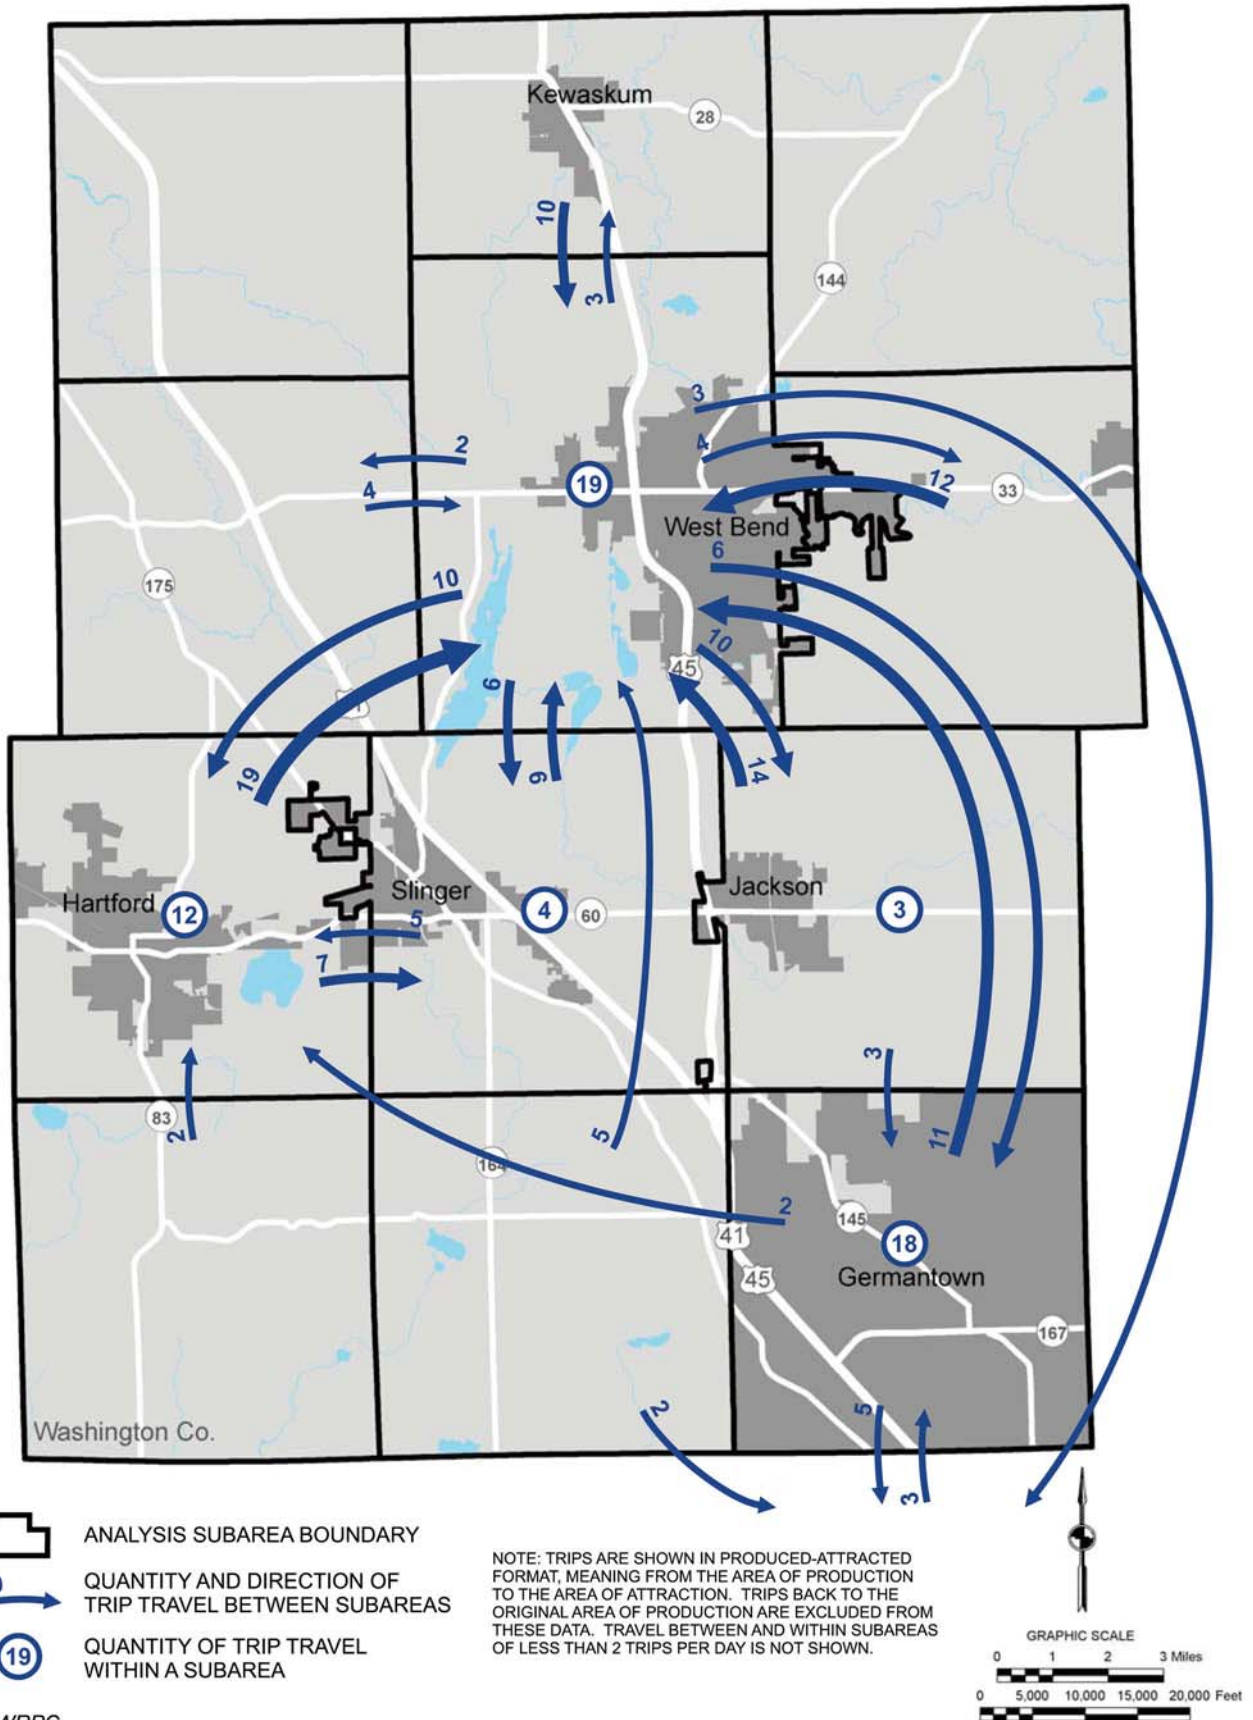 Kewaskum
28
10
3
144
3
4
2
19
12
33
4
West Bend
6
175
10
10
45
6
19
9
14
Jackson
Slinger
Hartford
12
4
60
3
5
7
3
83
2
5
11
164
2
145
41
18
45
Germantown
167
2
5
3
Washington Co.
ANALYSIS SUBAREA BOUNDARY
QUANTITY AND DIRECTION OF
TRIP TRAVEL BETWEEN SUBAREAS
19
QUANTITY OF TRIP TRAVEL
WITHIN A SUBAREA
NOTE: TRIPS ARE SHOWN IN PRODUCED-ATTRACTED
FORMAT, MEANING FROM THE AREA OF PRODUCTION
TO THE AREA OF ATTRACTION. TRIPS BACK TO THE
ORIGINAL AREA OF PRODUCTION ARE EXCLUDED FROM
THESE DATA. TRAVEL BETWEEN AND WITHIN SUBAREAS
OF LESS THAN 2 TRIPS PER DAY IS NOT SHOWN.
GRAPHIC SCALE
0 1 2 3 Miles
0 5,000 10,000 15,000 20,000 Feet